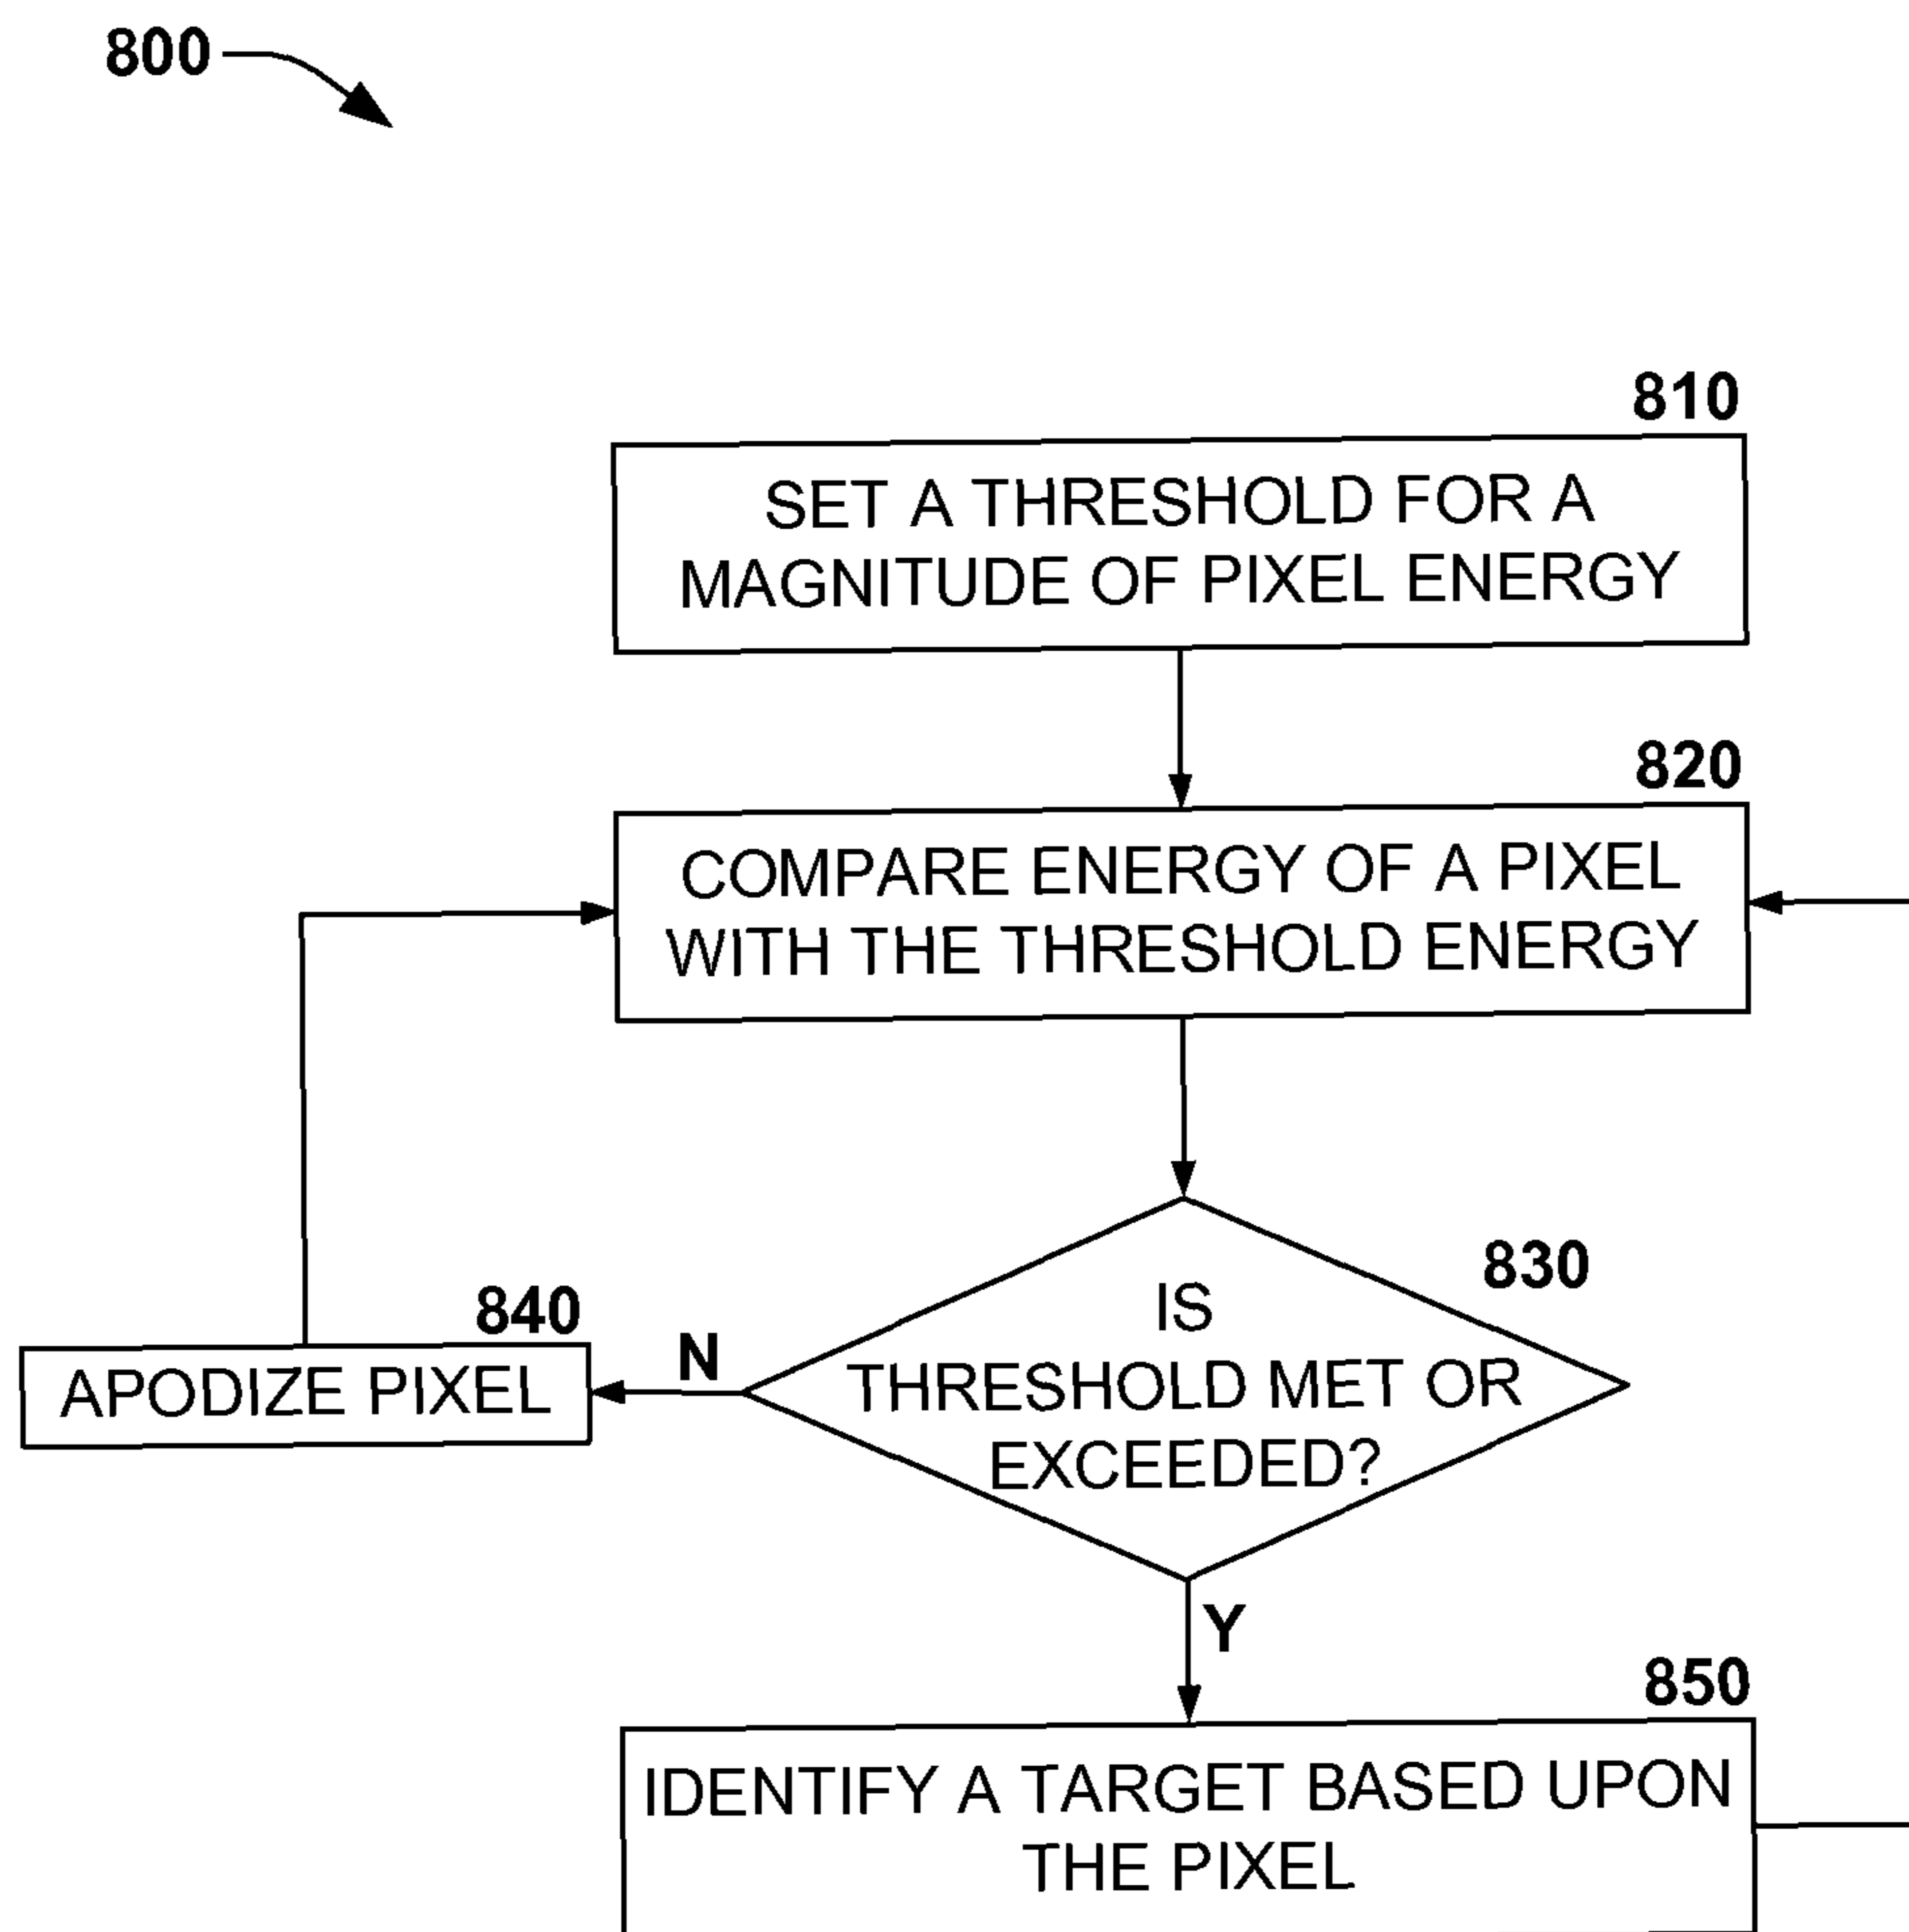 800
810
SET A THRESHOLD FOR A
MAGNITUDE OF PIXEL ENERGY
820
COMPARE ENERGY OF A PIXEL
WITH THE THRESHOLD ENERGY
830
IS
THRESHOLD MET OR
EXCEEDED?
840
APODIZE PIXEL
N
Y
850
IDENTIFY A TARGET BASED UPON
THE PIXEL